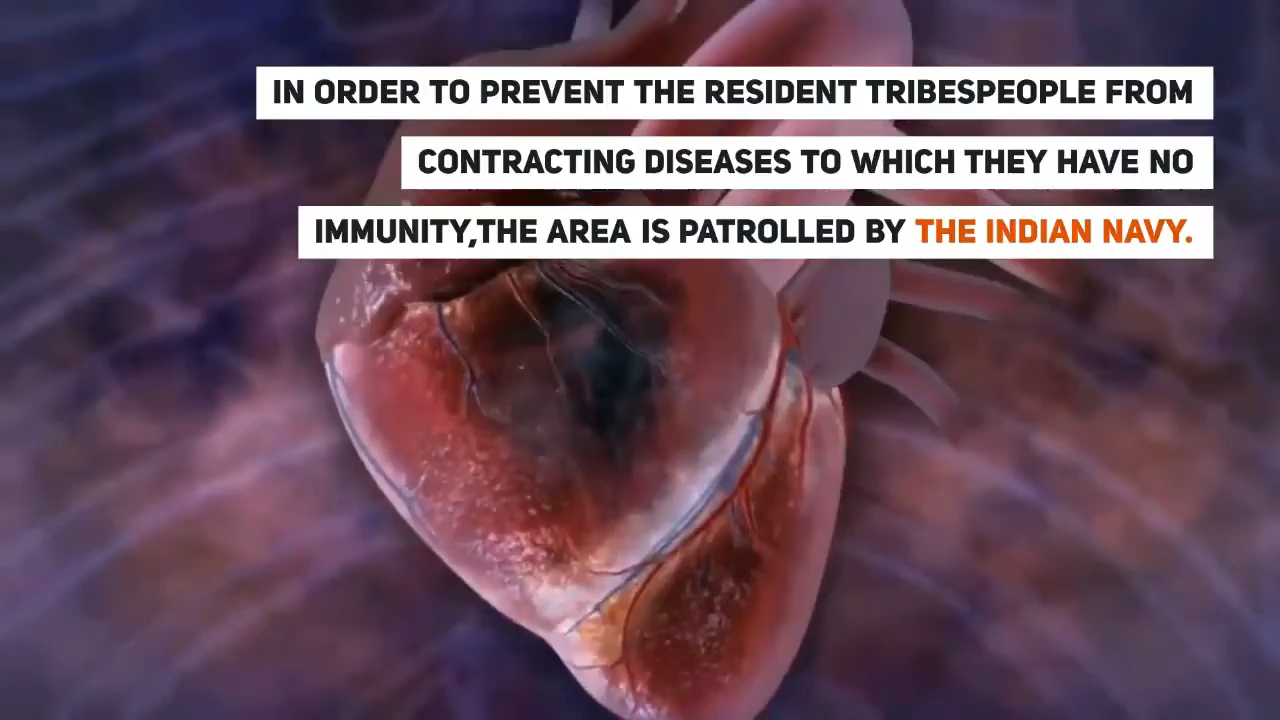 IN ORDER TO PREVENT THE RESIDENT TRIBESPEOPLE FROM
CONTRACTING DISEASES TO WHICH THEY HAVE NO
IMMUNITY,THE AREA IS PATROLLED BY THE INDIAN NAVY.